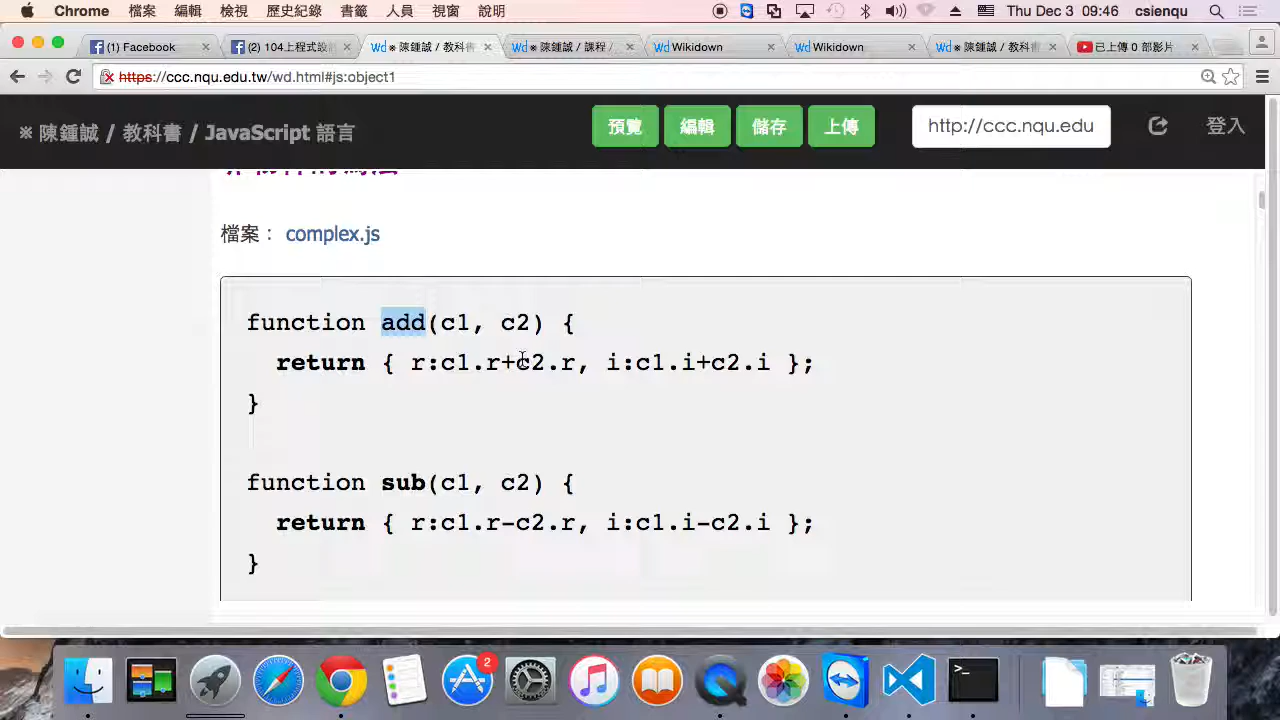 Chrome 檔案 編輯 檢視 歷史紀錄 書籤 人員 視窗 說明 Thu Dec 3 09:46 csienqu
(1) Facebook
(2) 104上程式設
Wd ※ 陳鍾誠 / 教科書
Wd ※ 陳鍾誠 / 課程 /
Wd Wikidown
Wd Wikidown
Wd ※ 陳鍾誠 / 教科書
已上傳 0 部影片
https://ccc.nqu.edu.tw/wd.html#js:object1
※ 陳鍾誠 / 教科書 / JavaScript 語言
預覽 編輯 儲存 上傳 http://ccc.nqu.edu 登入
檔案： complex.js
function add(c1, c2) {
return { r:c1.r+c2.r, i:c1.i+c2.i };
}
function sub(c1, c2) {
return { r:c1.r-c2.r, i:c1.i-c2.i };
}
2